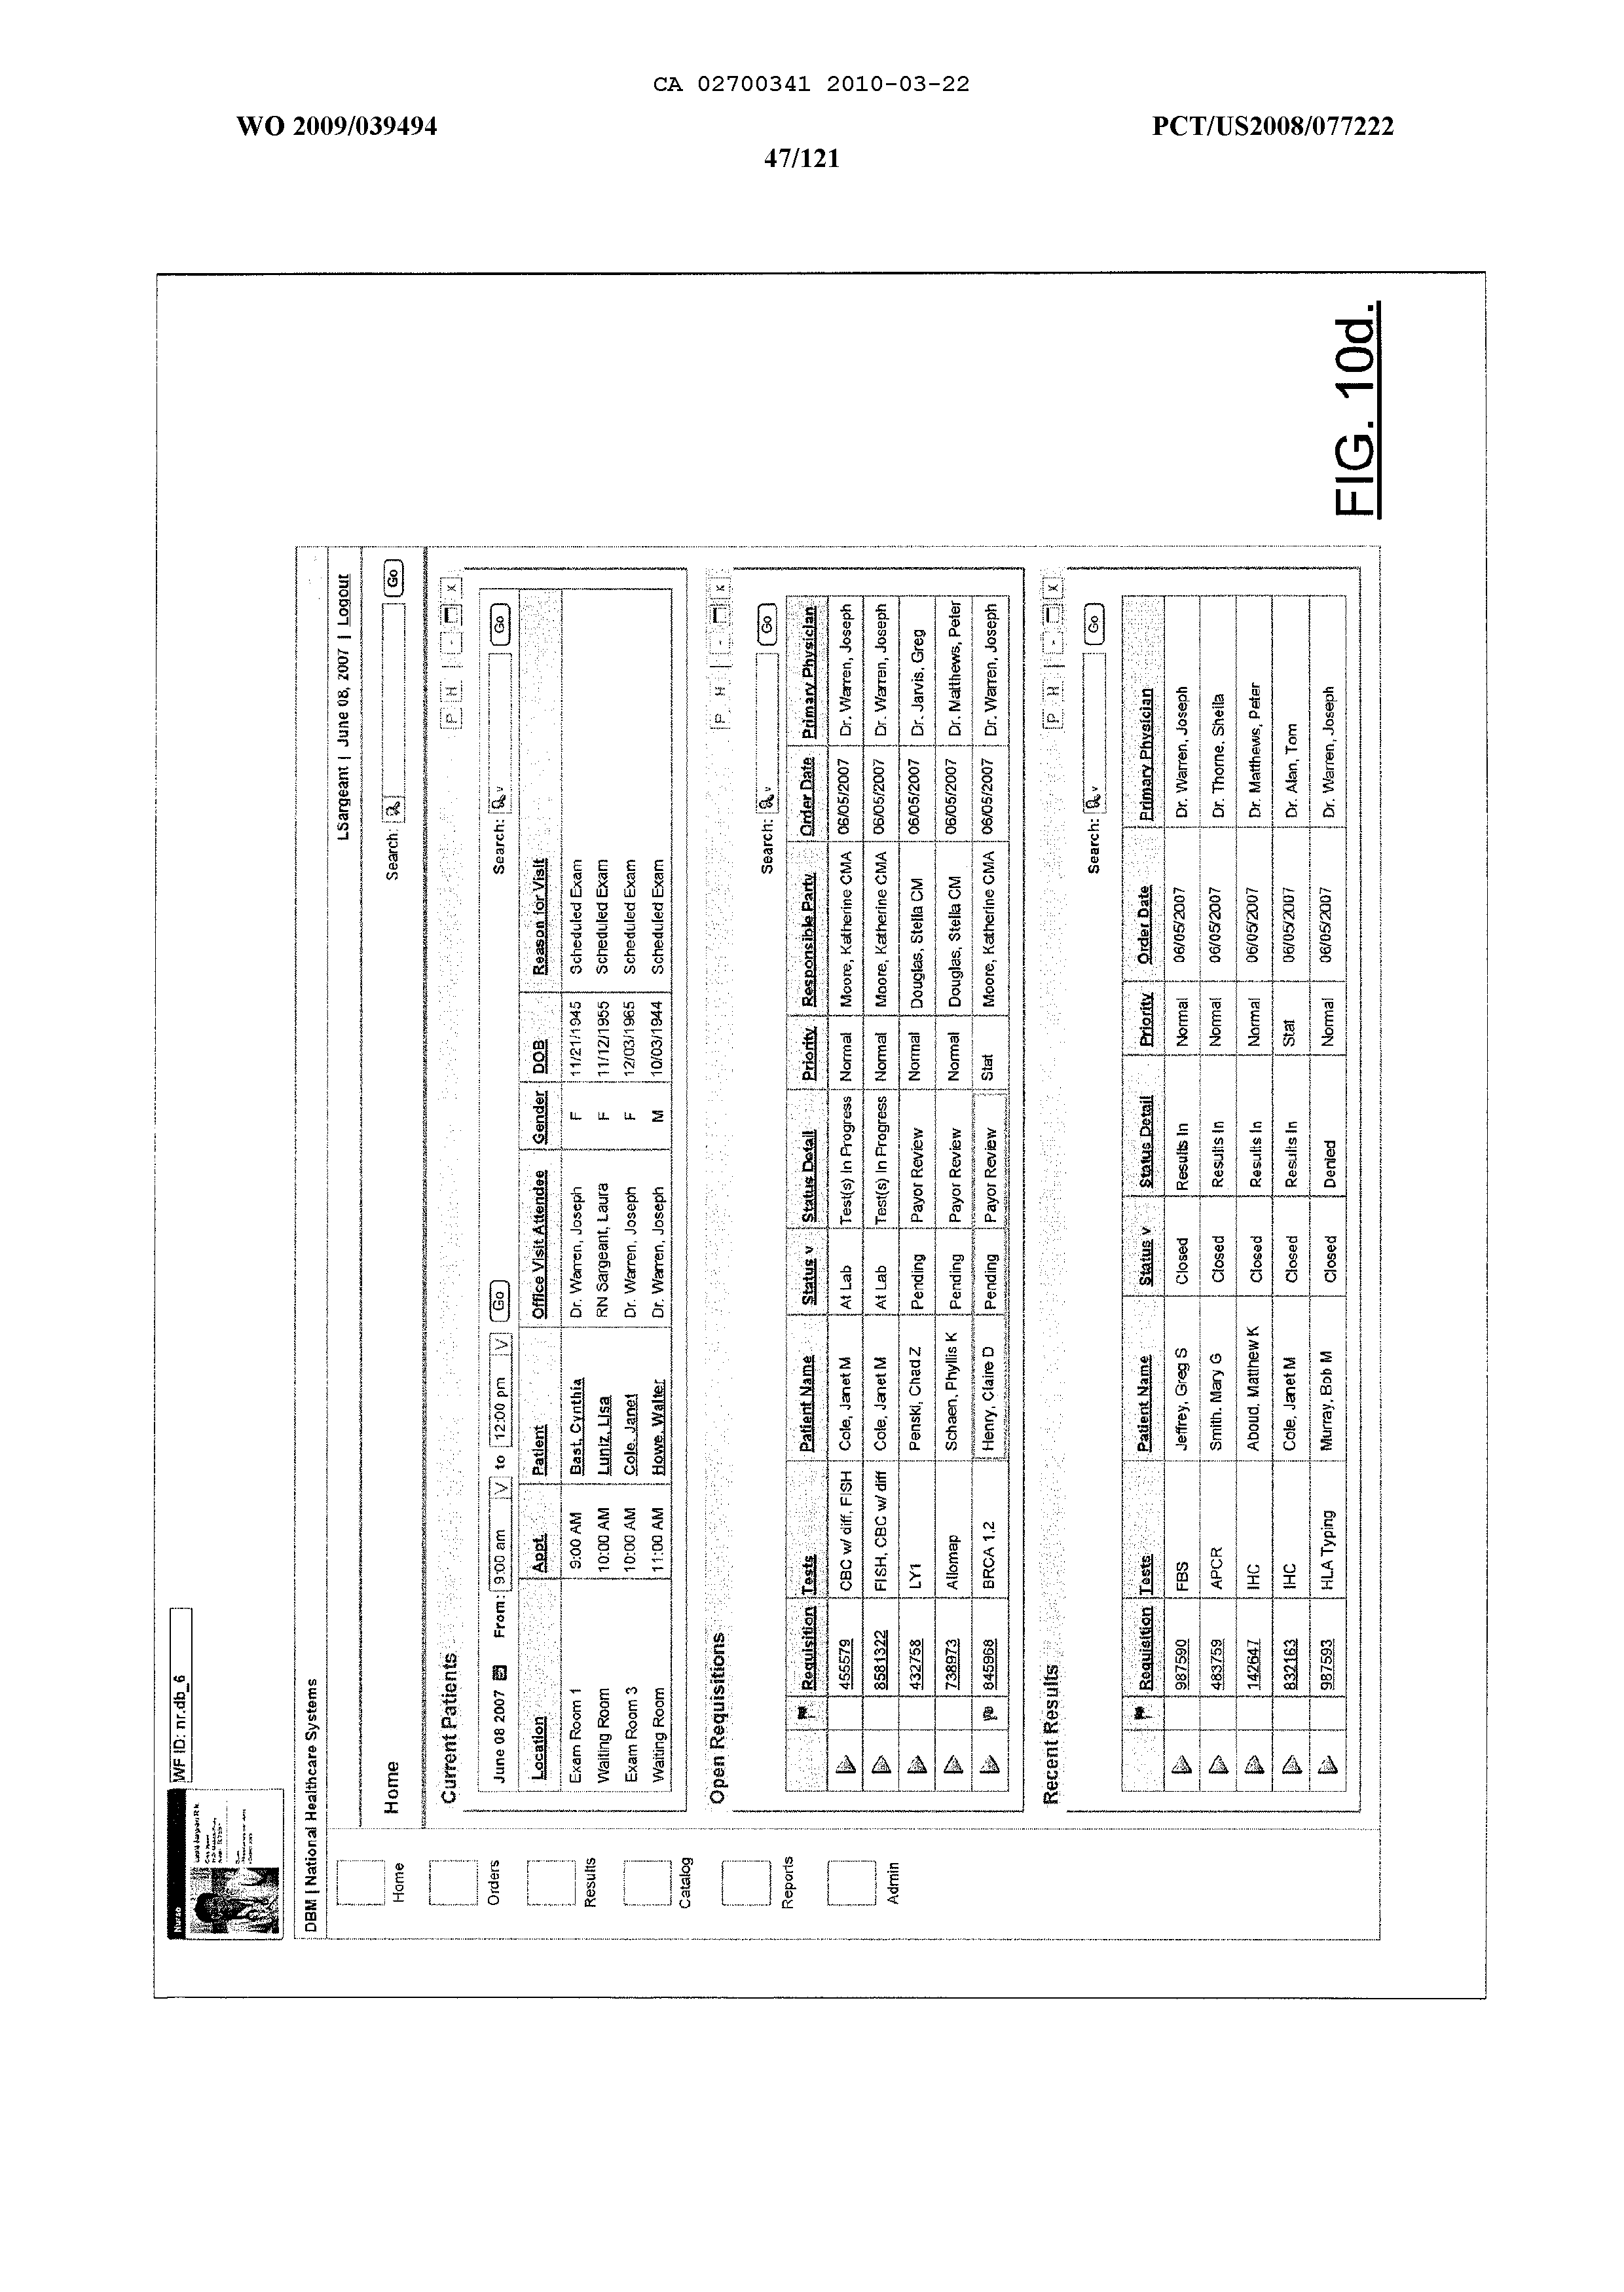 CA 02700341 2010-03-22
WO 2009/039494 PCT/US2008/077222
47/121
Nurse
WF ID: nr.db_6
DBM | National Healthcare Systems
LSargeant | June 08, 2007 | Logout
Home Search: Go
Home
Orders
Results
Catalog
Reports
Admin
Current Patients P H | - x
June 08 2007 From: 9:00 am V to 12:00 pm V Go Search: v Go
Location Appt. Patient Office Visit Attendee Gender DOB Reason for Visit
Exam Room 1 9:00 AM Bast, Cynthia Dr. Warren, Joseph F 11/21/1945 Scheduled Exam
Waiting Room 10:00 AM Luniz, Lisa RN Sargeant, Laura F 11/12/1955 Scheduled Exam
Exam Room 3 10:00 AM Cole, Janet Dr. Warren, Joseph F 12/03/1965 Scheduled Exam
Waiting Room 11:00 AM Howe, Walter Dr. Warren, Joseph M 10/03/1944 Scheduled Exam
Open Requisitions P H | - x
Search: v Go
Requisition Tests Patient Name Status v Status Detail Priority Responsible Party Order Date Primary Physician
455579 CBC w/ diff, FISH Cole, Janet M At Lab Test(s) In Progress Normal Moore, Katherine CMA 06/05/2007 Dr. Warren, Joseph
8581322 FISH, CBC w/ diff Cole, Janet M At Lab Test(s) In Progress Normal Moore, Katherine CMA 06/05/2007 Dr. Warren, Joseph
432758 LY1 Penski, Chad Z Pending Payor Review Normal Douglas, Stella CM 06/05/2007 Dr. Jarvis, Greg
738973 Allomap Schaen, Phyllis K Pending Payor Review Normal Douglas, Stella CM 06/05/2007 Dr. Matthews, Peter
845968 BRCA 1,2 Henry, Claire D Pending Payor Review Stat Moore, Katherine CMA 06/05/2007 Dr. Warren, Joseph
Recent Results P H | - x
Search: v Go
Requisition Tests Patient Name Status v Status Detail Priority Order Date Primary Physician
987590 FBS Jeffrey, Greg S Closed Results In Normal 06/05/2007 Dr. Warren, Joseph
483759 APCR Smith, Mary G Closed Results In Normal 06/05/2007 Dr. Thorne, Sheila
142647 IHC Aboud, Matthew K Closed Results In Normal 06/05/2007 Dr. Matthews, Peter
832163 IHC Cole, Janet M Closed Results In Stat 06/05/2007 Dr. Alan, Tom
987593 HLA Typing Murray, Bob M Closed Denied Normal 06/05/2007 Dr. Warren, Joseph
FIG. 10d.